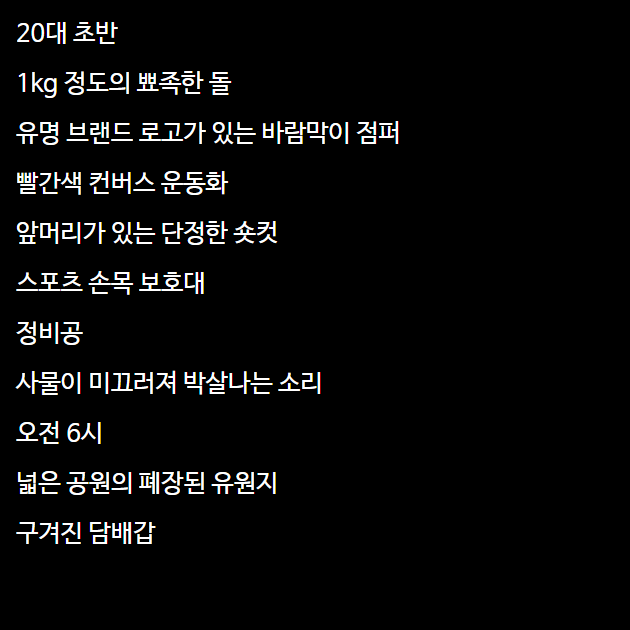 20대 초반
1kg 정도의 뾰족한 돌
유명 브랜드 로고가 있는 바람막이 점퍼
빨간색 컨버스 운동화
앞머리가 있는 단정한 숏컷
스포츠 손목 보호대
정비공
사물이 미끄러져 박살나는 소리
오전 6시
넓은 공원의 폐장된 유원지
구겨진 담배갑